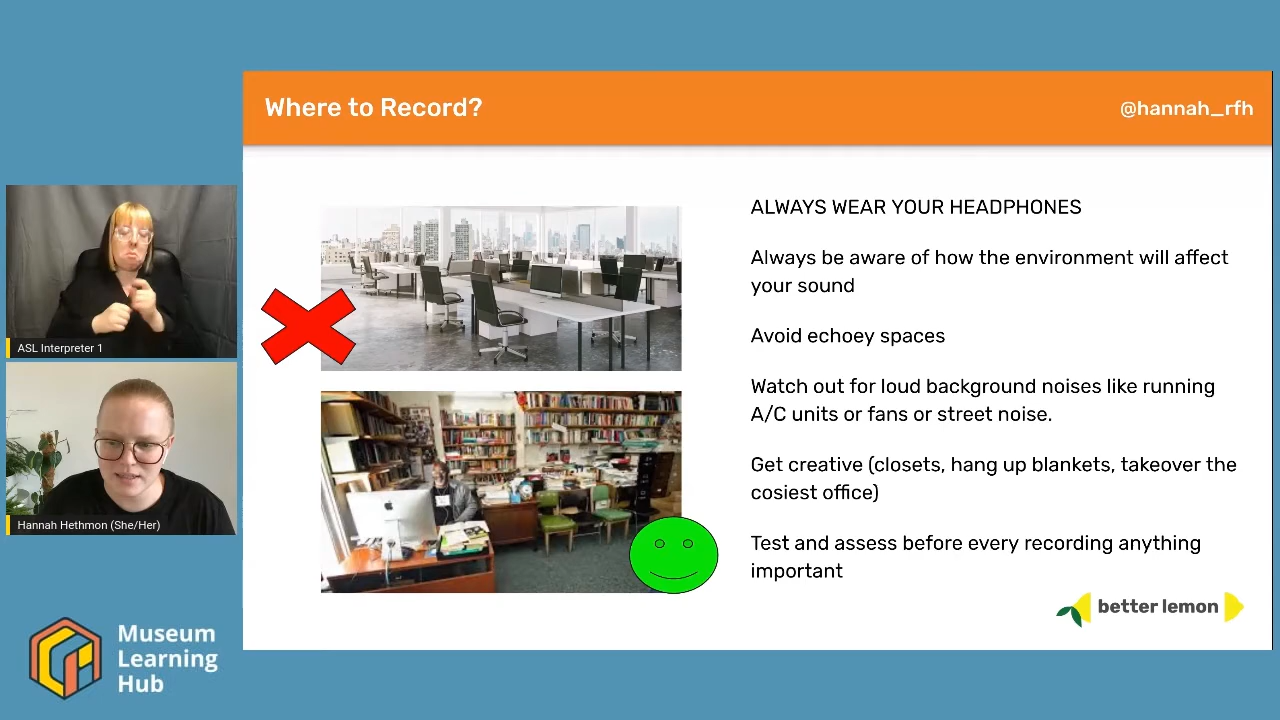 Where to Record?
@hannah_rfh
ALWAYS WEAR YOUR HEADPHONES
Always be aware of how the environment will affect
your sound
Avoid echoey spaces
Watch out for loud background noises like running
A/C units or fans or street noise.
Get creative (closets, hang up blankets, takeover the
cosiest office)
Test and assess before every recording anything
important
better lemon
ASL Interpreter 1
Hannah Hethmon (She/Her)
Museum
Learning
Hub